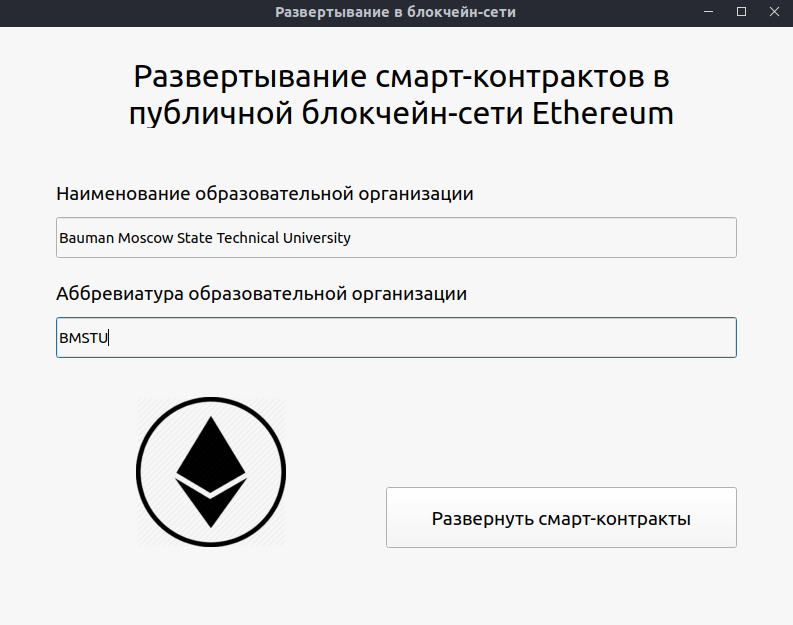 Развертывание в блокчейн-сети
Развертывание смарт-контрактов в
публичной блокчейн-сети Ethereum
Наименование образовательной организации
Bauman Moscow State Technical University
Аббревиатура образовательной организации
BMSTU
Развернуть смарт-контракты